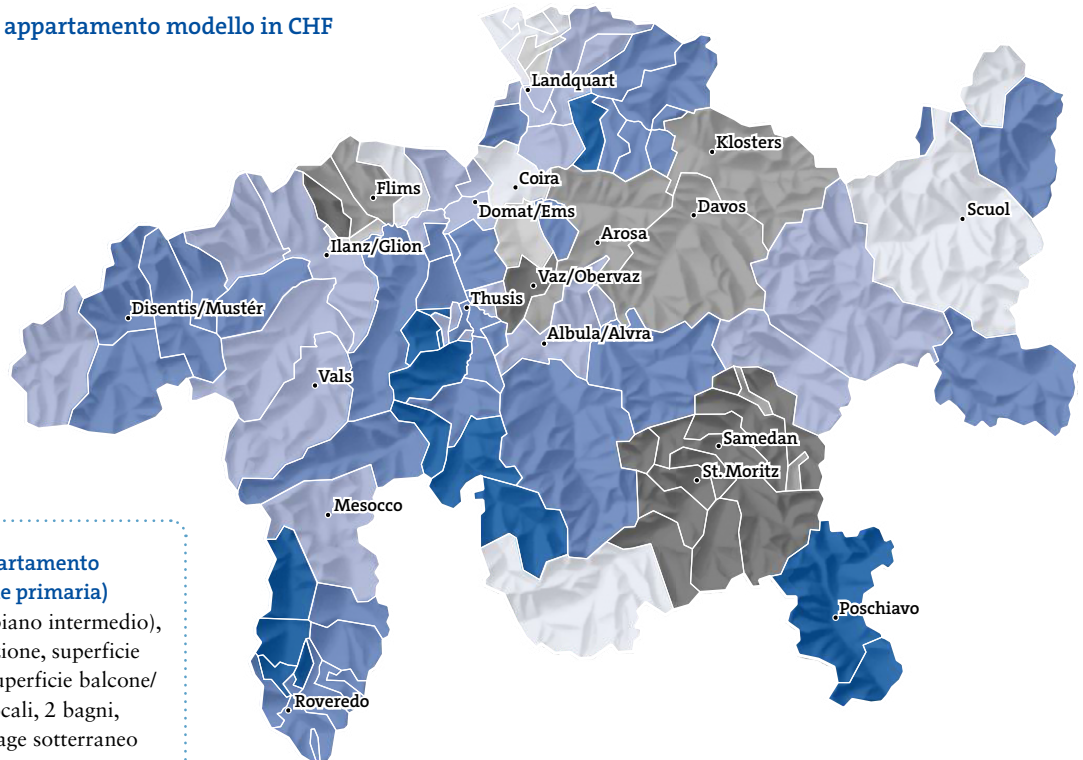 appartamento modello in CHF
Landquart
Klosters
Flims
Coira
Domat/Ems
Davos
Scuol
Arosa
Ilanz/Glion
Vaz/Obervaz
Thusis
Disentis/Mustér
Albula/Alvra
Vals
Samedan
St. Moritz
Mesocco
Poschiavo
Roveredo
artamento
e primaria)
piano intermedio),
zione, superficie
uperficie balcone/
ocali, 2 bagni,
age sotterraneo